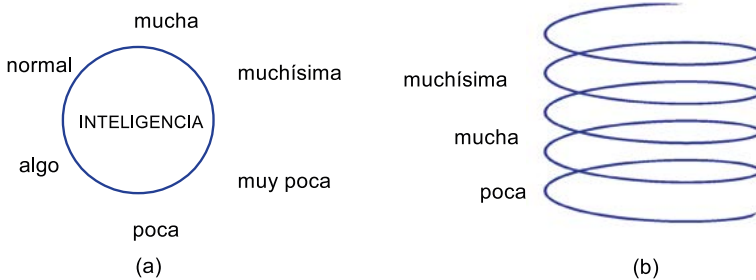 mucha
normal
muchísima
INTELIGENCIA
algo
muy poca
poca
(a)
muchísima
mucha
poca
(b)